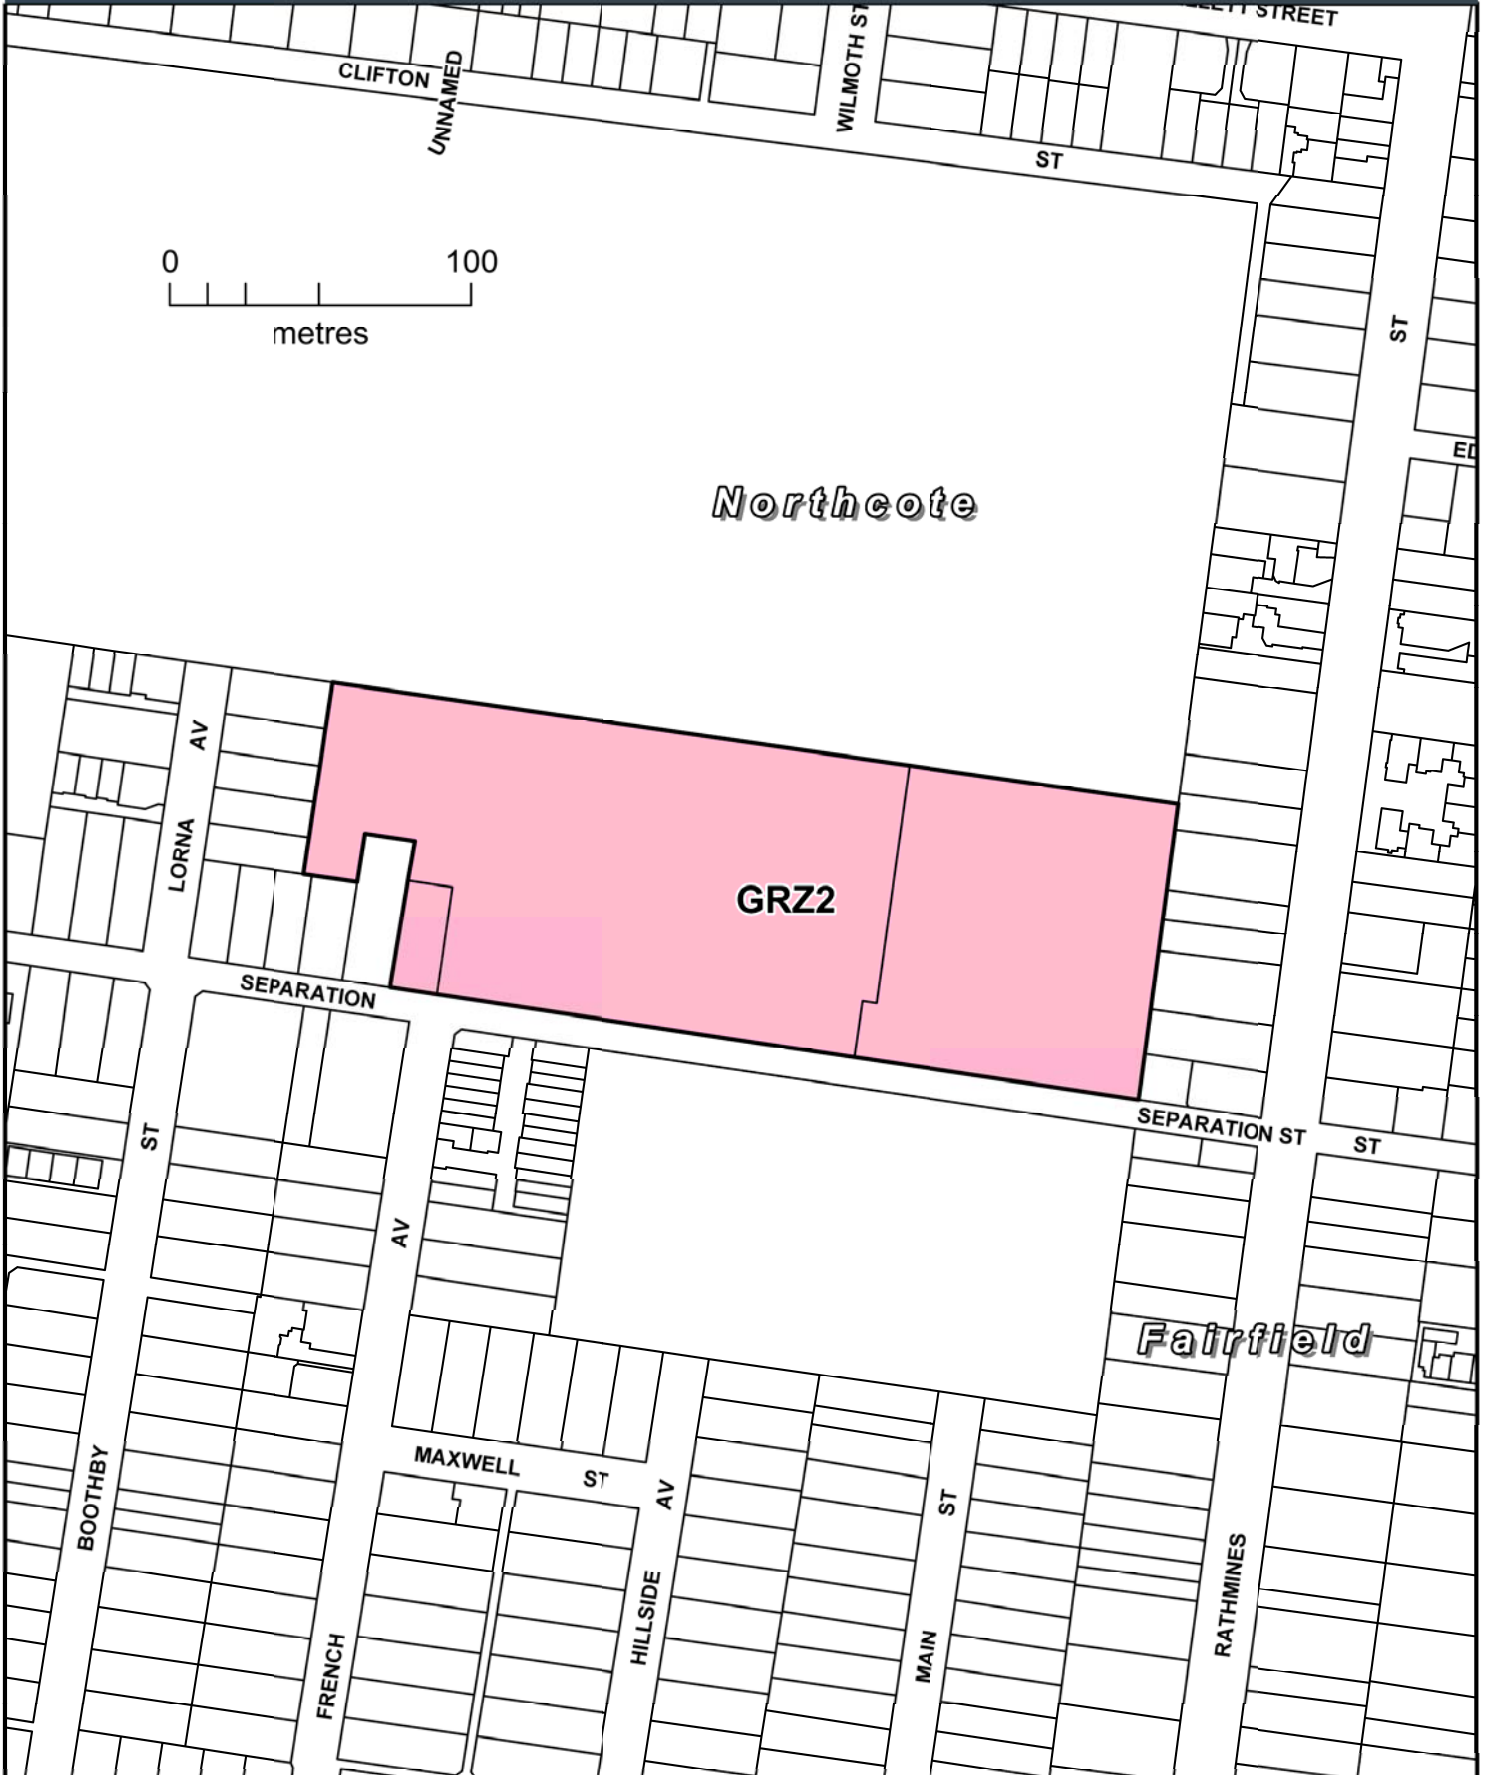 STREET
CLIFTON
UNNAMED
WILMOTH ST
ST
0 100
metres
ST
Northcote
AV
LORNA
GRZ2
SEPARATION
SEPARATION ST
ST
ST
AV
Fairfield
MAXWELL ST
AV
ST
BOOTHBY
HILLSIDE
RATHMINES
FRENCH
MAIN